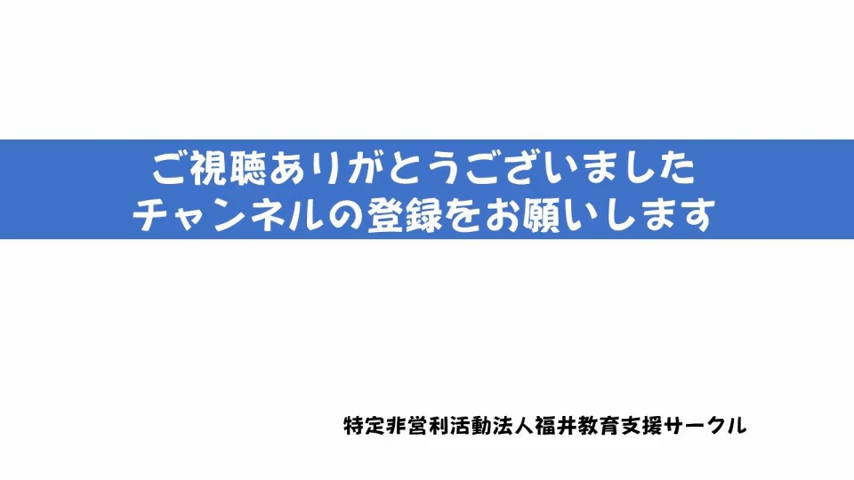 ご視聴ありがとうございました
チャンネルの登録をお願いします
特定非営利活動法人福井教育支援サークル